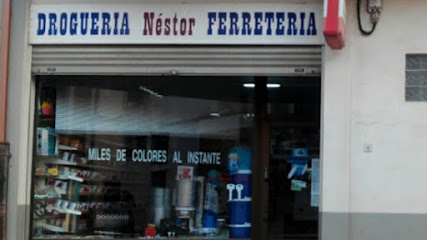 DROGUERIA Néstor FERRETERIA
MILES DE COLORES AL INSTANTE